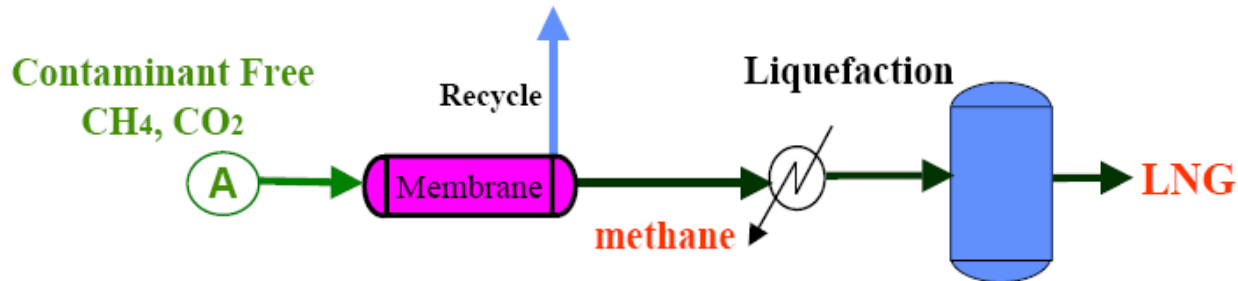 Contaminant Free
CH4, CO2
A
Recycle
Membrane
methane
Liquefaction
LNG